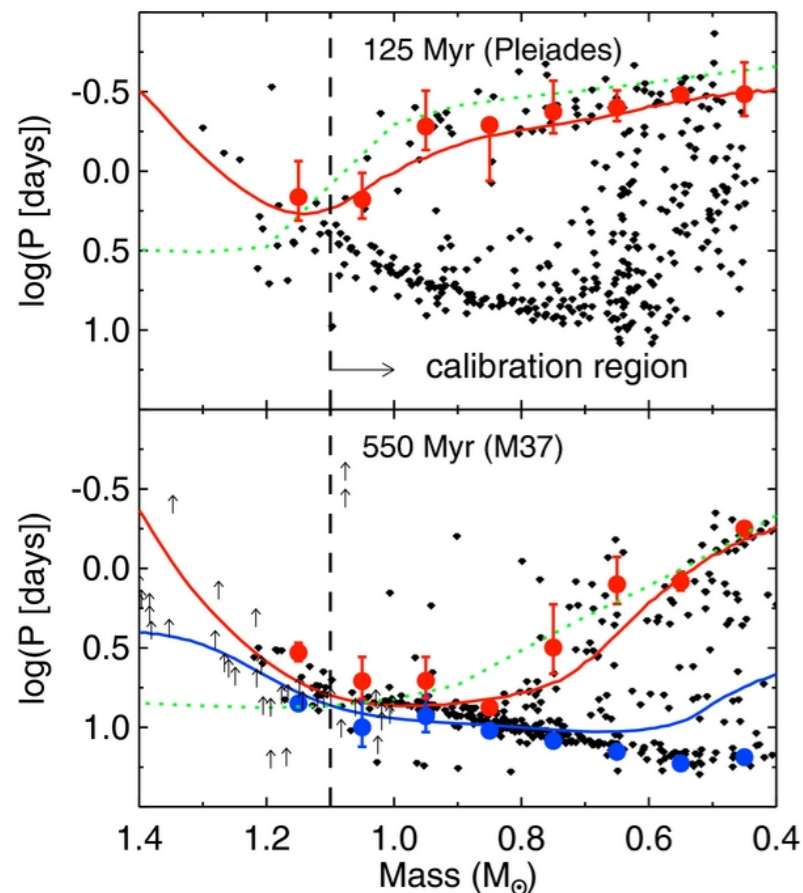 125 Myr (Pleiades)
-0.5
0.0
0.5
1.0
log(P [days])
calibration region
550 Myr (M37)
-0.5
0.0
0.5
1.0
log(P [days])
1.4 1.2 1.0 0.8 0.6 0.4
Mass (M☉)